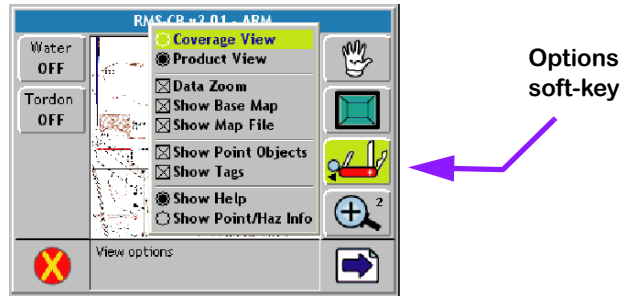 RMS-CB v2.01 - ARM
Water
OFF
Tordon
OFF
Coverage View
Product View
Data Zoom
Show Base Map
Show Map File
Show Point Objects
Show Tags
Show Help
Show Point/Haz Info
2
View options
Options
soft-key